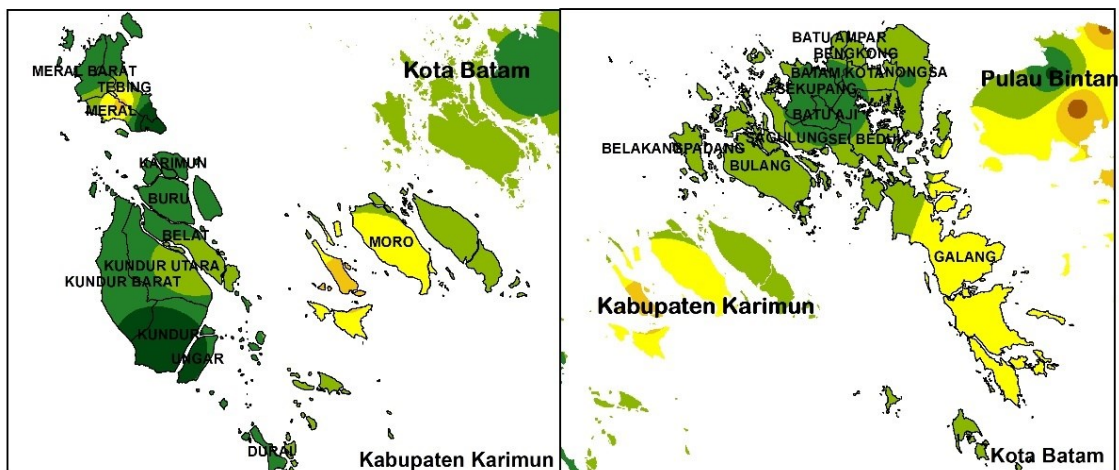 MERAL BARAT
TEBING
MERAL
KARIMUN
BURU
BELAT
KUNDUR UTARA
KUNDUR BARAT
KUNDUR
UNGAR
DURAI
MORO
Kota Batam
Kabupaten Karimun
BATU AMPAR
BENGKONG
BATAM KOTA
NONGSA
SEKUPANG
BATU AJI
SAGULUNG
SEI BEDUK
BELAKANGPADANG
BULANG
GALANG
Pulau Bintan
Kabupaten Karimun
Kota Batam